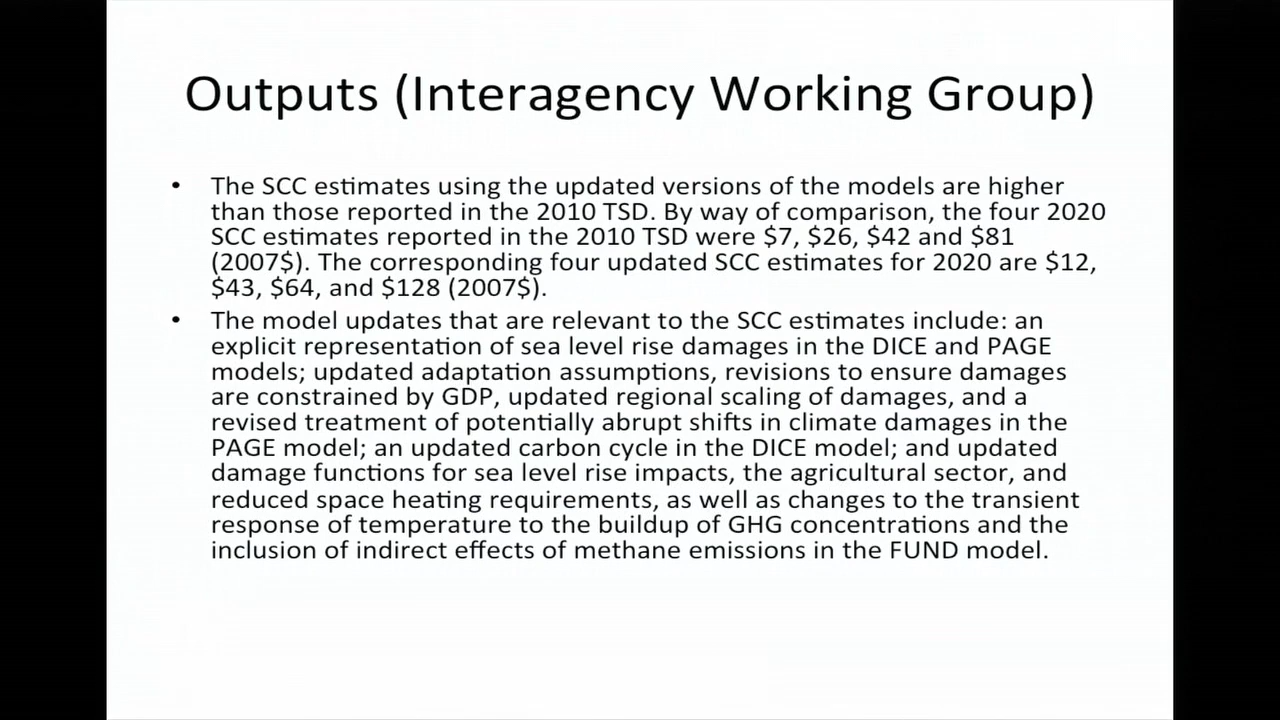 Outputs (Interagency Working Group)
• The SCC estimates using the updated versions of the models are higher
than those reported in the 2010 TSD. By way of comparison, the four 2020
SCC estimates reported in the 2010 TSD were $7, $26, $42 and $81
(2007$). The corresponding four updated SCC estimates for 2020 are $12,
$43, $64, and $128 (2007$).
• The model updates that are relevant to the SCC estimates include: an
explicit representation of sea level rise damages in the DICE and PAGE
models; updated adaptation assumptions, revisions to ensure damages
are constrained by GDP, updated regional scaling of damages, and a
revised treatment of potentially abrupt shifts in climate damages in the
PAGE model; an updated carbon cycle in the DICE model; and updated
damage functions for sea level rise impacts, the agricultural sector, and
reduced space heating requirements, as well as changes to the transient
response of temperature to the buildup of GHG concentrations and the
inclusion of indirect effects of methane emissions in the FUND model.